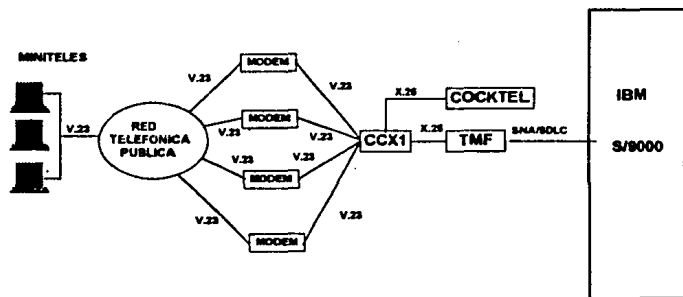 MINITELES
V.23
RED
TELEFONICA
PUBLICA
V.23
V.23
V.23
V.23
MODEM
MODEM
MODEM
MODEM
V.23
V.23
V.23
V.23
CCX1
X.25
COCKTEL
X.25
TMF
SNA/SDLC
IBM
S/9000